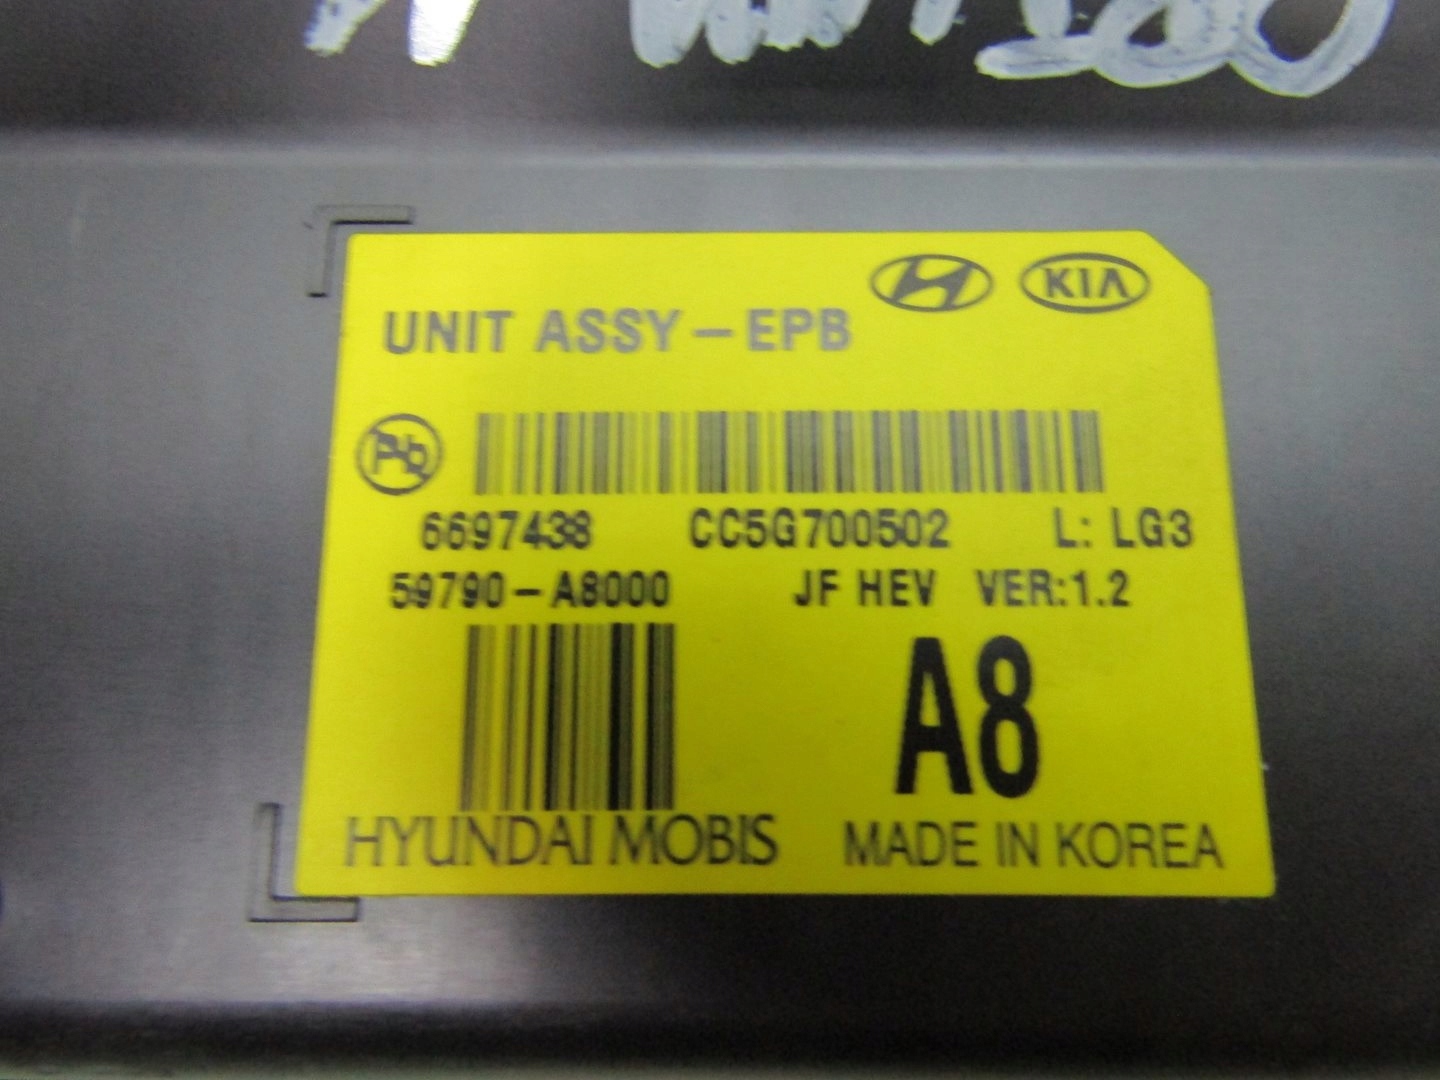 KIA
UNIT ASSY-EPB
Pb
6697438 CC5G700502 L: LG3
59790-A8000 JF HEV VER:1.2
A8
HYUNDAI MOBIS MADE IN KOREA